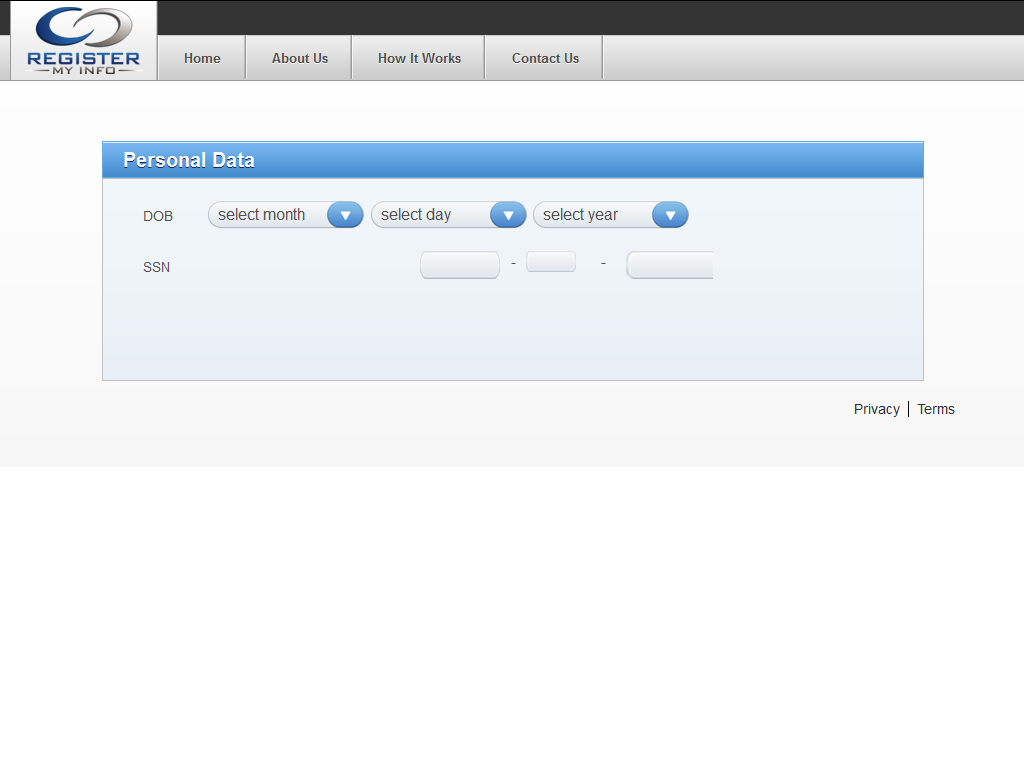 REGISTER
MY INFO
Home
About Us
How It Works
Contact Us
Personal Data
DOB
select month
select day
select year
SSN
-
-
Privacy
Terms